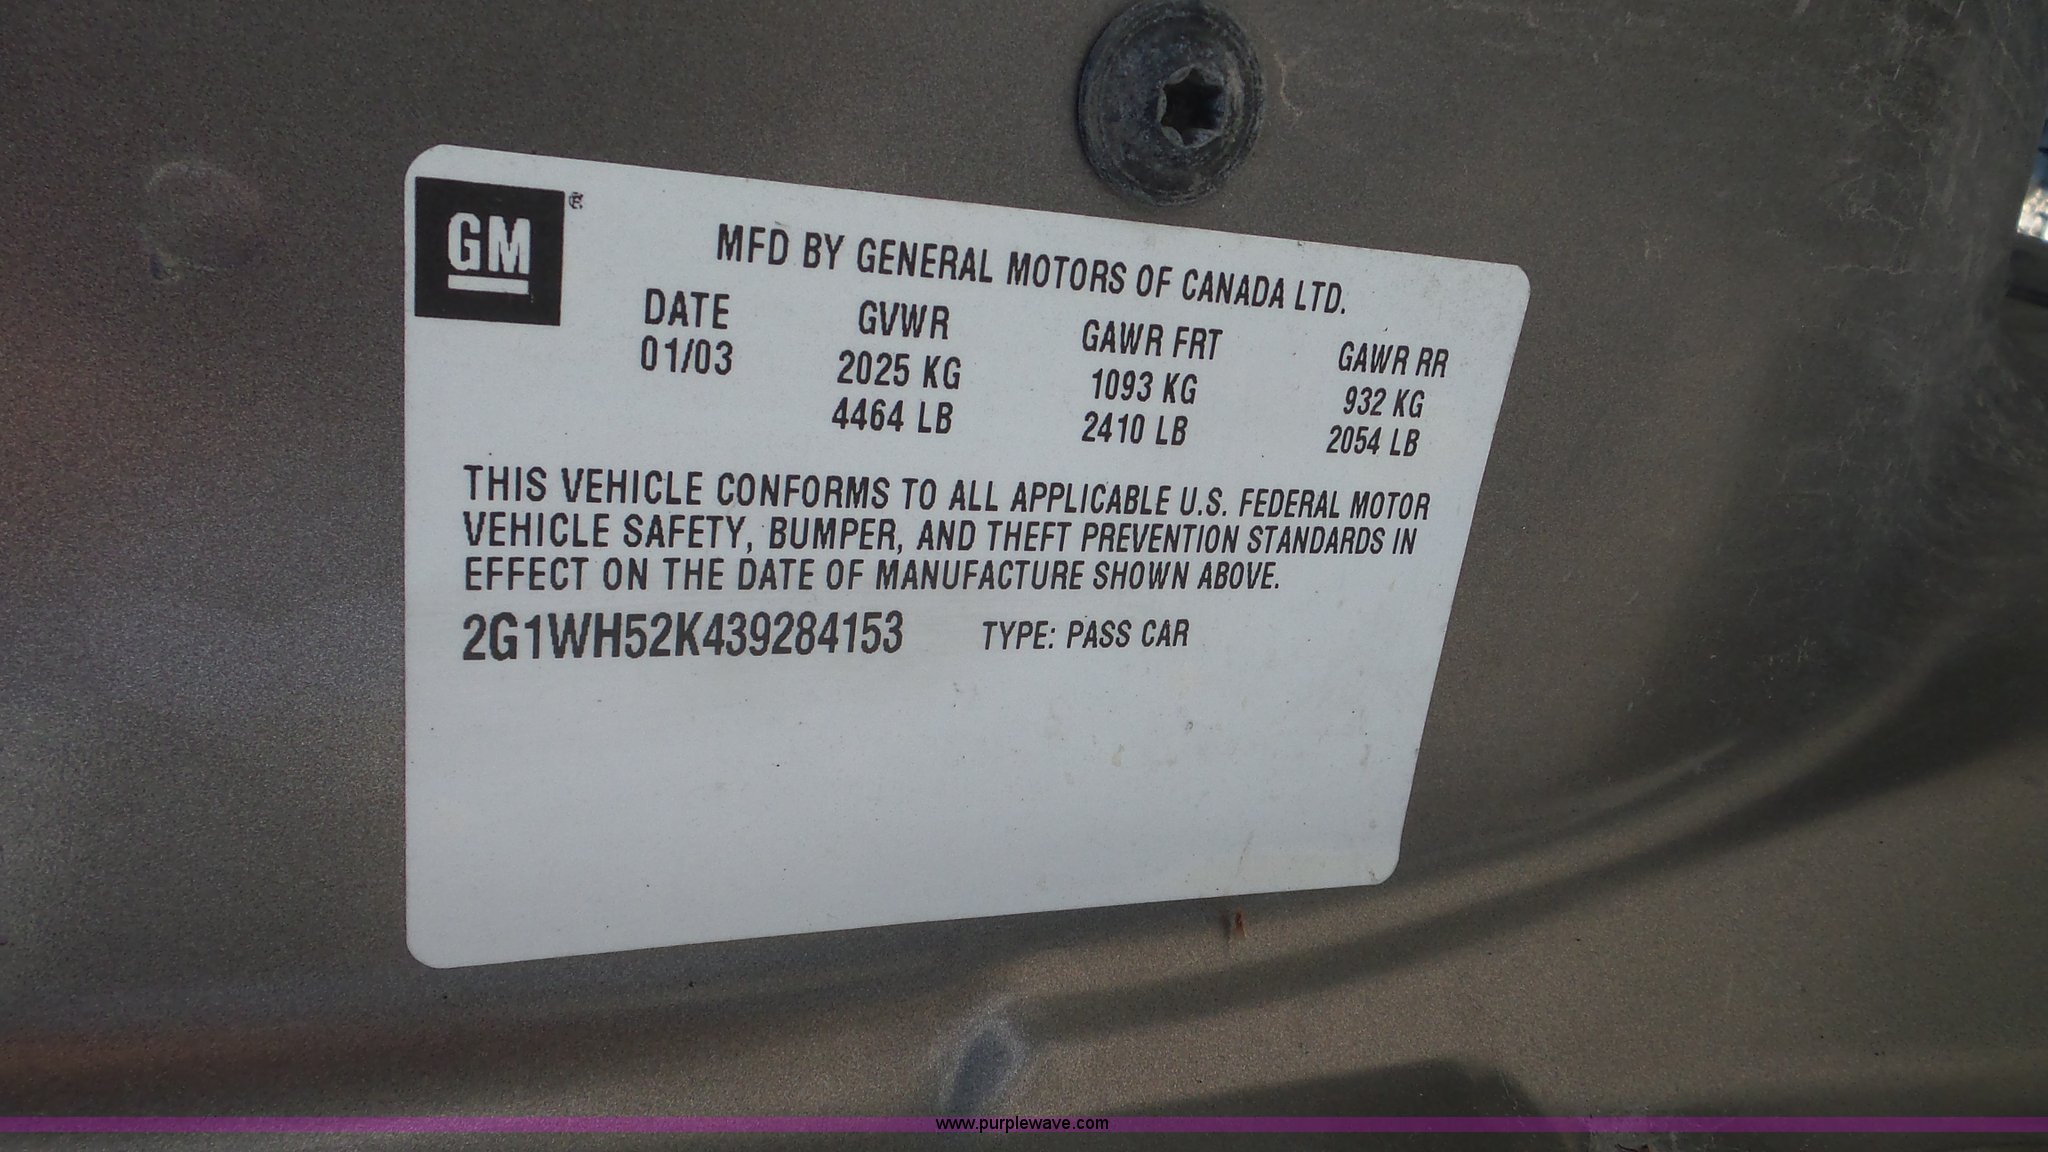 GM ®
MFD BY GENERAL MOTORS OF CANADA LTD.
DATE GVWR GAWR FRT GAWR RR
01/03 2025 KG 1093 KG 932 KG
4464 LB 2410 LB 2054 LB
THIS VEHICLE CONFORMS TO ALL APPLICABLE U.S. FEDERAL MOTOR
VEHICLE SAFETY, BUMPER, AND THEFT PREVENTION STANDARDS IN
EFFECT ON THE DATE OF MANUFACTURE SHOWN ABOVE.
2G1WH52K439284153 TYPE: PASS CAR
www.purplewave.com